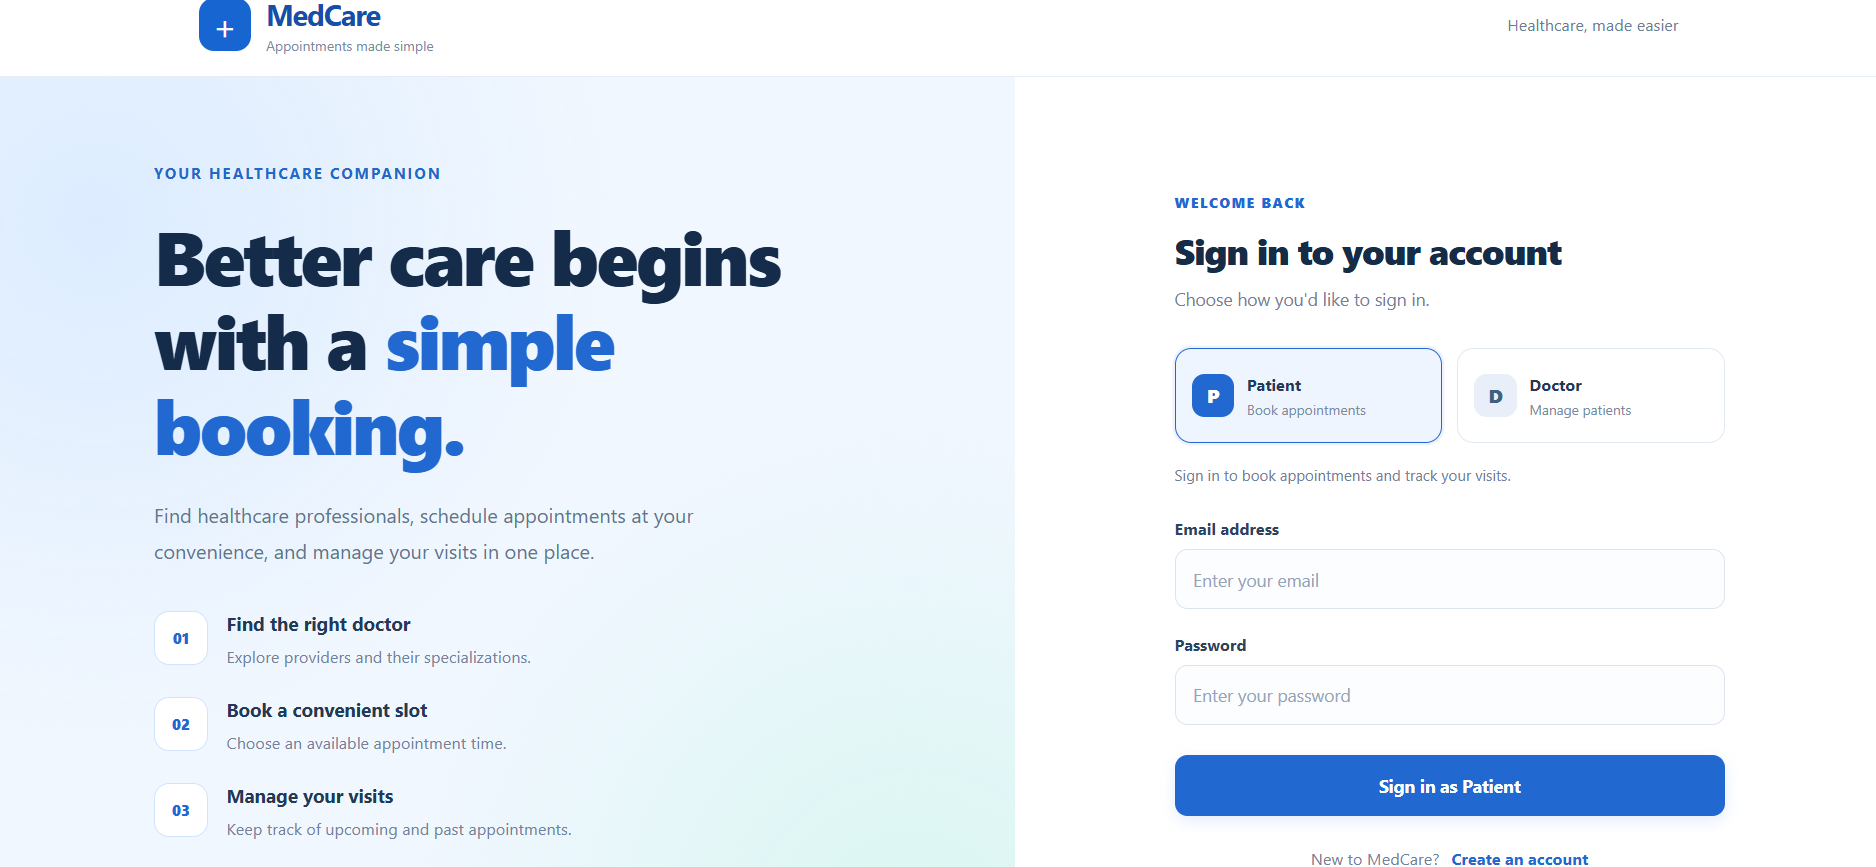 +
MedCare
Appointments made simple
Healthcare, made easier
YOUR HEALTHCARE COMPANION
Better care begins
with a simple
booking.
Find healthcare professionals, schedule appointments at your
convenience, and manage your visits in one place.
01
Find the right doctor
Explore providers and their specializations.
02
Book a convenient slot
Choose an available appointment time.
03
Manage your visits
Keep track of upcoming and past appointments.
WELCOME BACK
Sign in to your account
Choose how you'd like to sign in.
P
Patient
Book appointments
D
Doctor
Manage patients
Sign in to book appointments and track your visits.
Email address
Enter your email
Password
Enter your password
Sign in as Patient
New to MedCare? Create an account